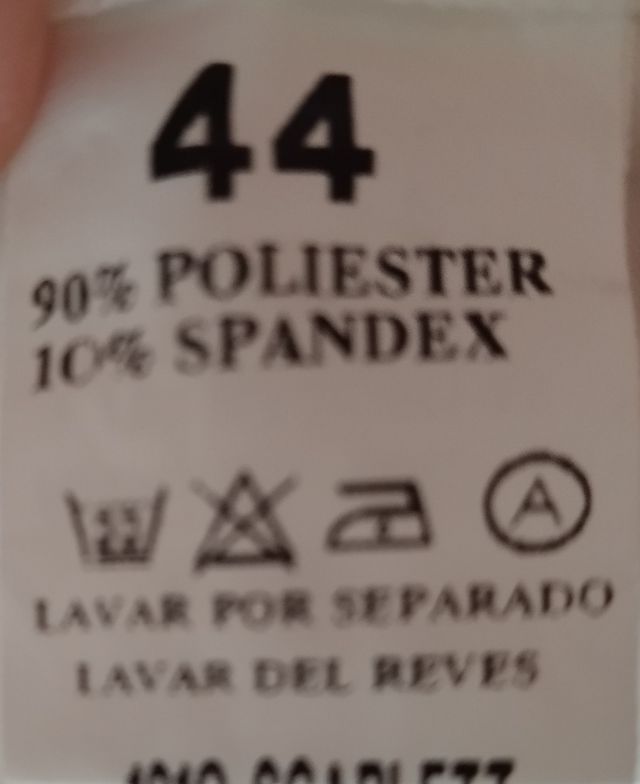 44
90% POLIESTER
10% SPANDEX
A
LAVAR POR SEPARADO
LAVAR DEL REVES